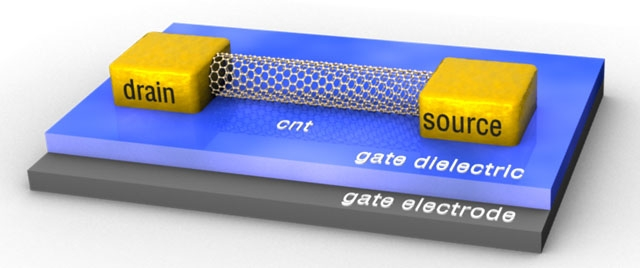 drain
source
cnt
gate dielectric
gate electrode